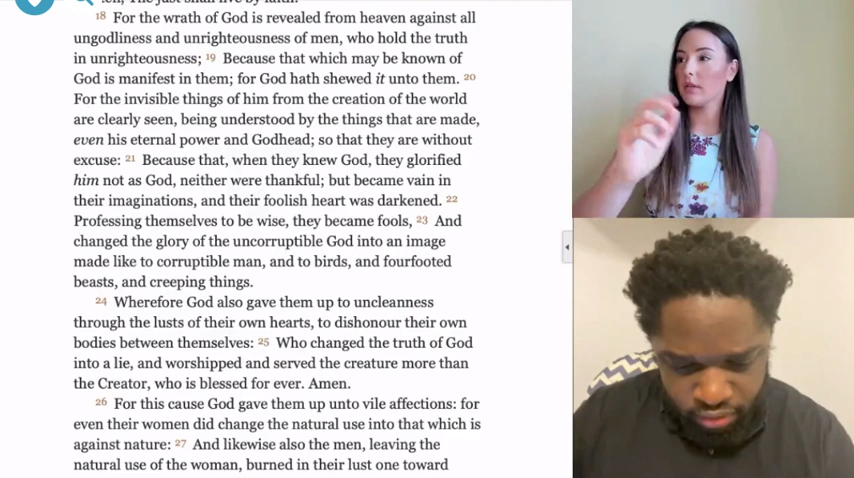 The just shall live by faith.
18 For the wrath of God is revealed from heaven against all
ungodliness and unrighteousness of men, who hold the truth
in unrighteousness; 19 Because that which may be known of
God is manifest in them; for God hath shewed it unto them. 20
For the invisible things of him from the creation of the world
are clearly seen, being understood by the things that are made,
even his eternal power and Godhead; so that they are without
excuse: 21 Because that, when they knew God, they glorified
him not as God, neither were thankful; but became vain in
their imaginations, and their foolish heart was darkened. 22
Professing themselves to be wise, they became fools, 23 And
changed the glory of the uncorruptible God into an image
made like to corruptible man, and to birds, and fourfooted
beasts, and creeping things.
24 Wherefore God also gave them up to uncleanness
through the lusts of their own hearts, to dishonour their own
bodies between themselves: 25 Who changed the truth of God
into a lie, and worshipped and served the creature more than
the Creator, who is blessed for ever. Amen.
26 For this cause God gave them up unto vile affections: for
even their women did change the natural use into that which is
against nature: 27 And likewise also the men, leaving the
natural use of the woman, burned in their lust one toward